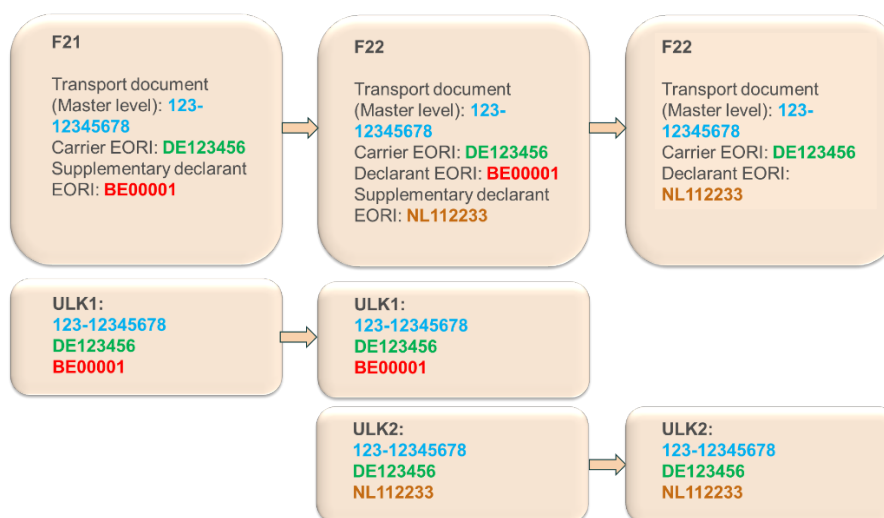 F21
Transport document
(Master level): 123-
12345678
Carrier EORI: DE123456
Supplementary declarant
EORI: BE00001
F22
Transport document
(Master level): 123-
12345678
Carrier EORI: DE123456
Declarant EORI: BE00001
Supplementary declarant
EORI: NL112233
F22
Transport document
(Master level): 123-
12345678
Carrier EORI: DE123456
Declarant EORI:
NL112233
ULK1:
123-12345678
DE123456
BE00001
ULK1:
123-12345678
DE123456
BE00001
ULK2:
123-12345678
DE123456
NL112233
ULK2:
123-12345678
DE123456
NL112233